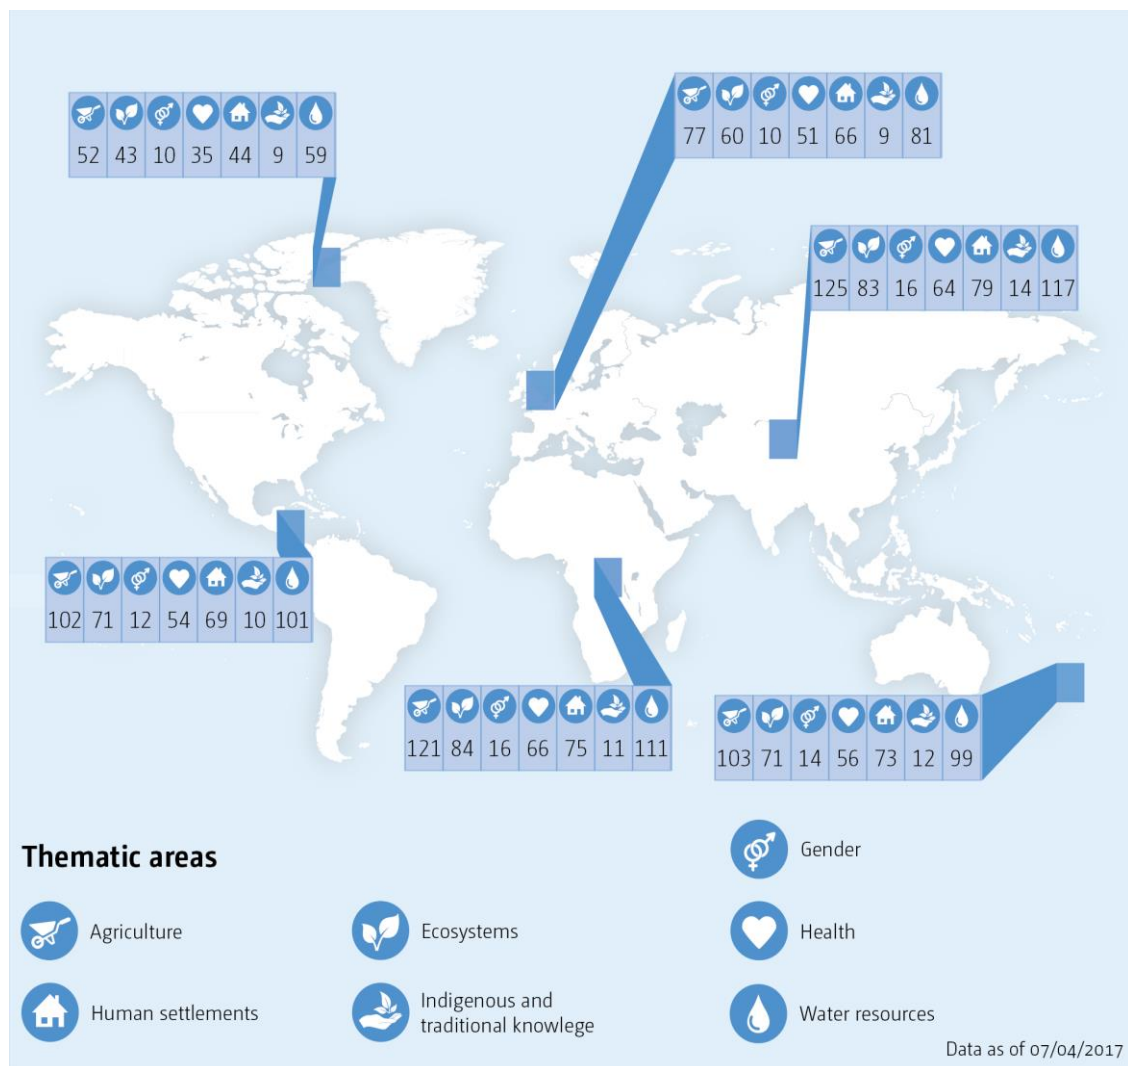 52 43 10 35 44 9 59
77 60 10 51 66 9 81
125 83 16 64 79 14 117
102 71 12 54 69 10 101
121 84 16 66 75 11 111
103 71 14 56 73 12 99
Thematic areas
Gender
Agriculture
Ecosystems
Health
Human settlements
Indigenous and
traditional knowlege
Water resources
Data as of 07/04/2017